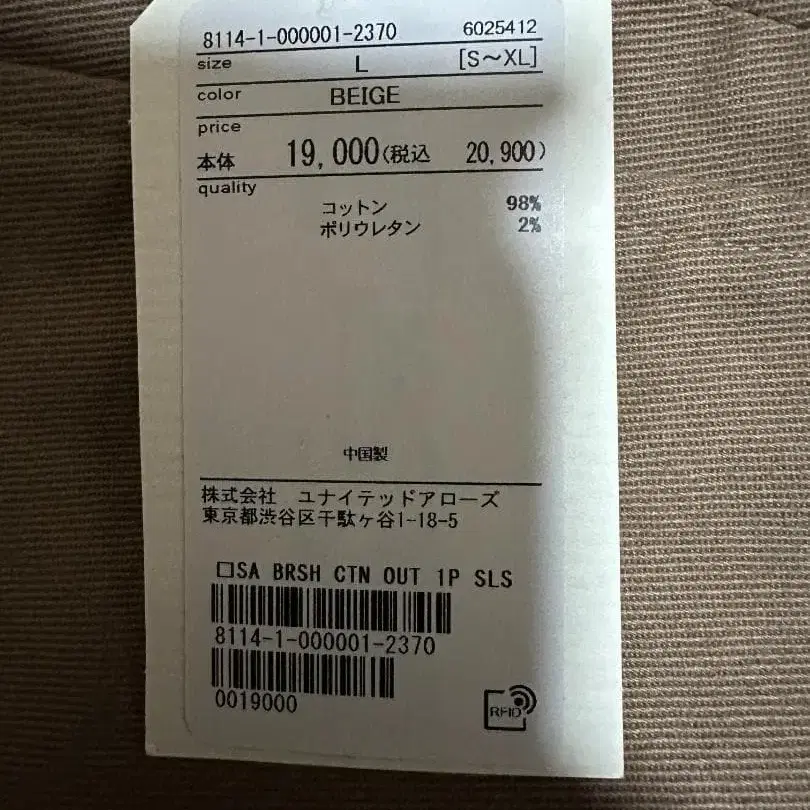 8114-1-000001-2370 6025412
size L [S～XL]
color BEIGE
price
本体 19,000(税込 20,900)
quality
コットン 98%
ポリウレタン 2%
中国製
株式会社 ユナイテッドアローズ
東京都渋谷区千駄ヶ谷1-18-5
□SA BRSH CTN OUT 1P SLS
8114-1-000001-2370
0019000
RFID